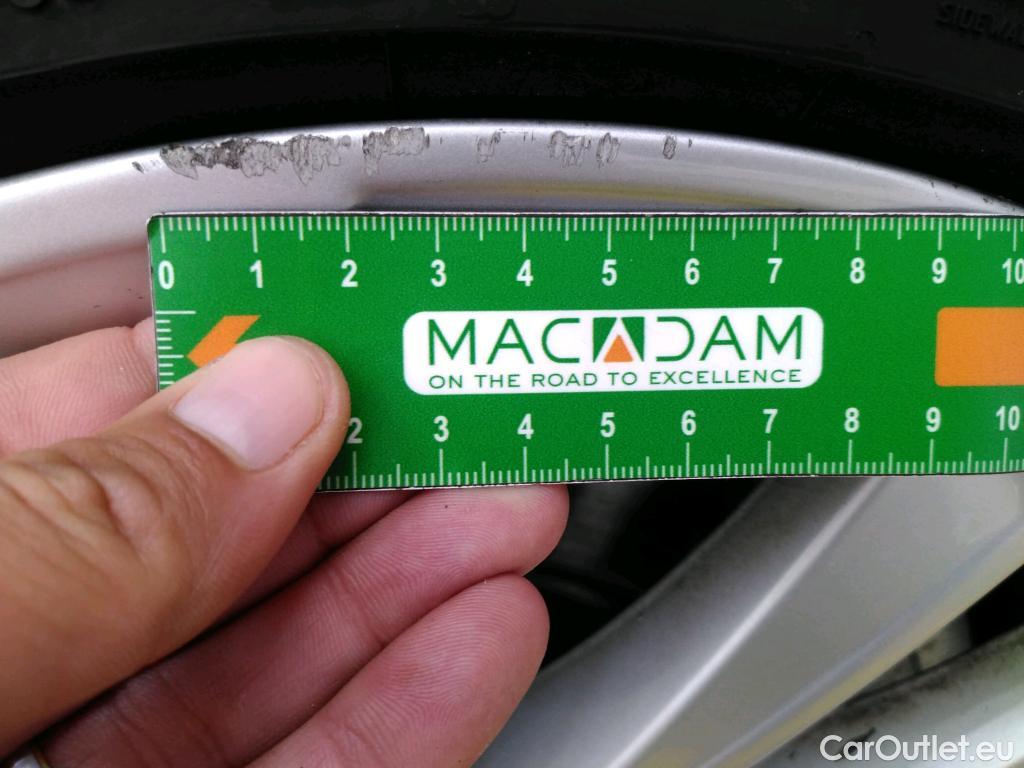 SIDEWA
0 1 2 3 4 5 6 7 8 9 10
MACADAM
ON THE ROAD TO EXCELLENCE
2 3 4 5 6 7 8 9 10
CarOutlet.eu